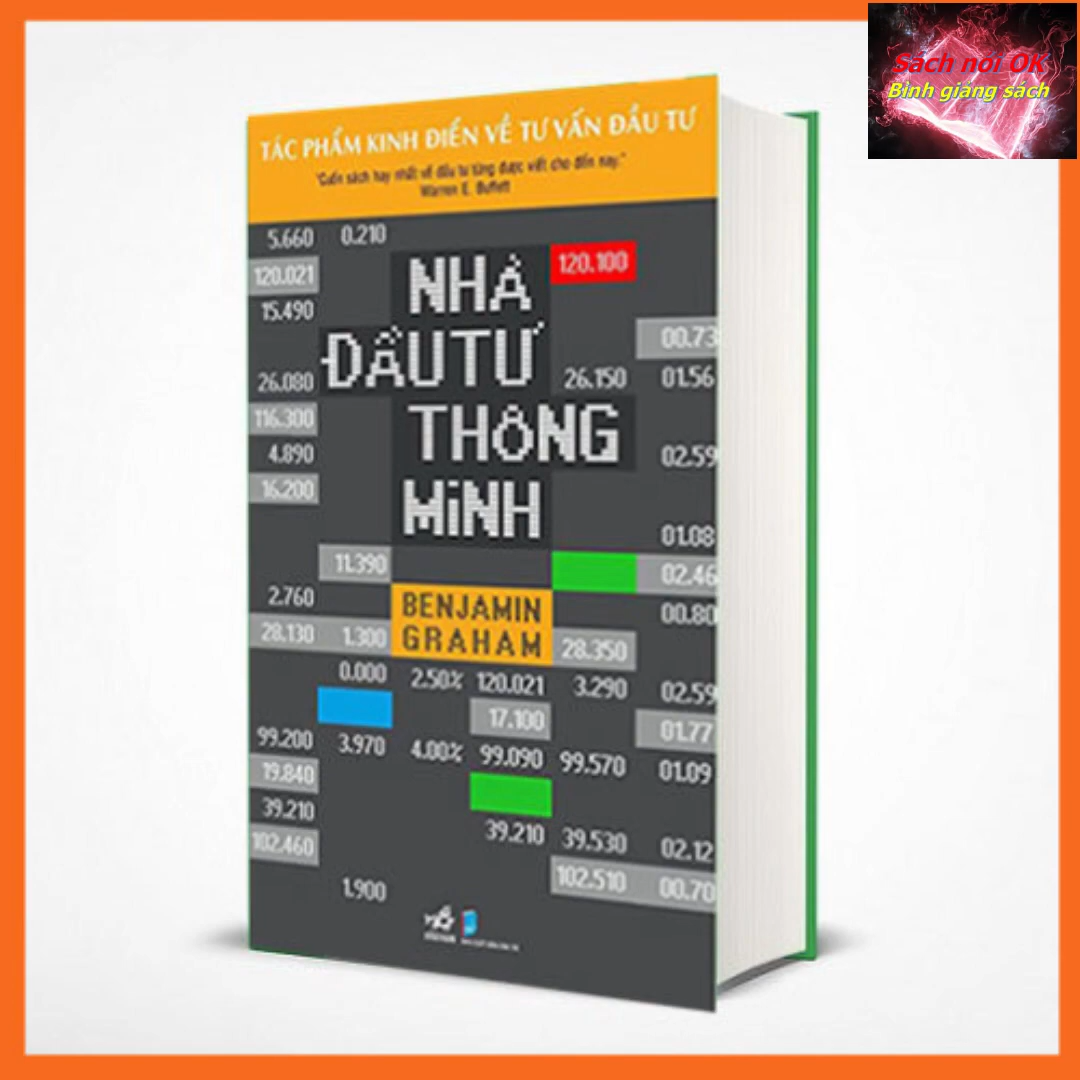 Sách nói OK
Bình giảng sách
TÁC PHẨM KINH ĐIỂN VỀ TƯ VẤN ĐẦU TƯ
"Cuốn sách hay nhất về đầu tư từng được viết cho đến nay."
Warren E. Buffett
5.660 0.210
120.021 120.100
15.490
NHÀ
00.73
ĐẦU TƯ
26.080 26.150 01.56
116.300
THÔNG
4.890 02.59
16.200
MINH
01.08
11.390 02.46
2.760 00.80
BENJAMIN
GRAHAM
28.130 1.300 28.350
0.000 2.50% 120.021 3.290 02.59
17.100 01.77
99.200 3.970 4.00% 99.090 99.570 01.09
19.840
39.210 39.210 39.530 02.12
102.460 102.510 00.70
1.900